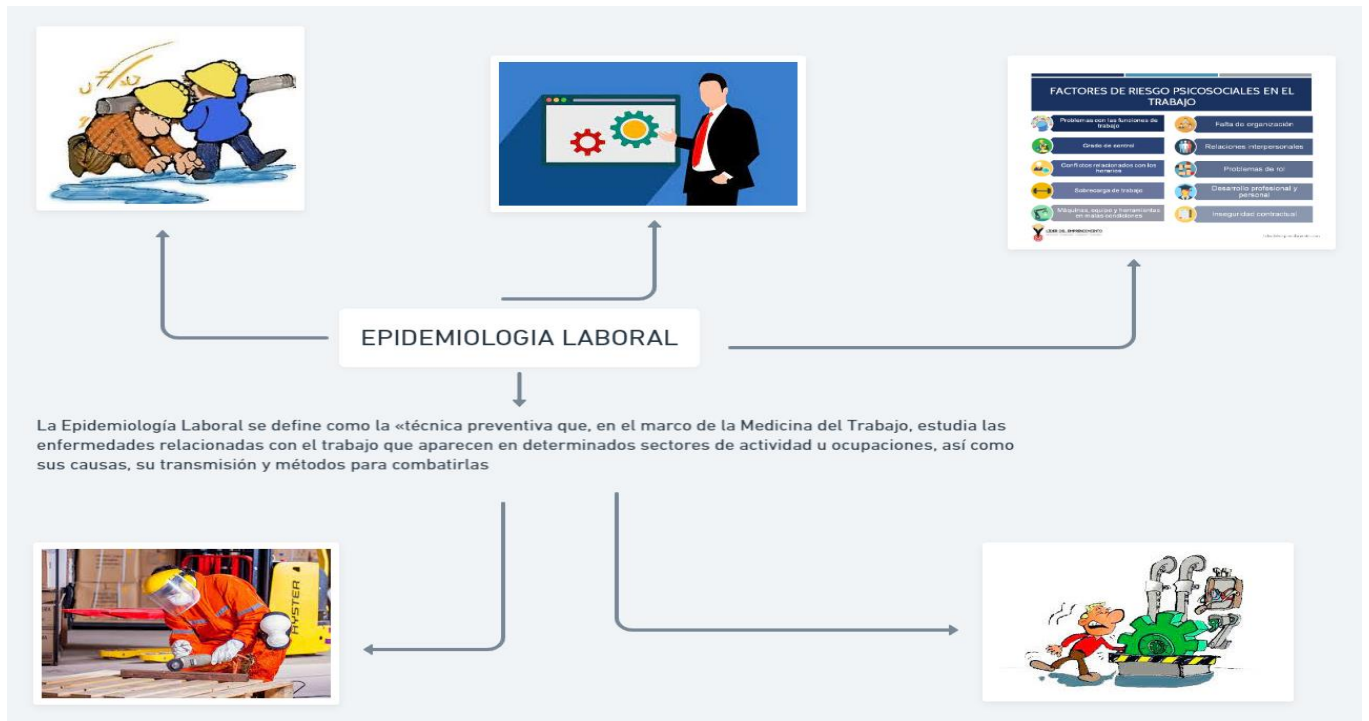 FACTORES DE RIESGO PSICOSOCIALES EN EL
TRABAJO
Problemas con las funciones de
trabajo
Falta de organización
Grado de control
Relaciones interpersonales
Conflictos relacionados con los
horarios
Problemas de rol
Sobrecarga de trabajo
Desarrollo profesional y
personal
Máquinas, equipo y herramientas
en malas condiciones
Inseguridad contractual
LÍDER DEL EMPRENDIMIENTO
EPIDEMIOLOGIA LABORAL
La Epidemiología Laboral se define como la «técnica preventiva que, en el marco de la Medicina del Trabajo, estudia las
enfermedades relacionadas con el trabajo que aparecen en determinados sectores de actividad u ocupaciones, así como
sus causas, su transmisión y métodos para combatirlas
HYSTER